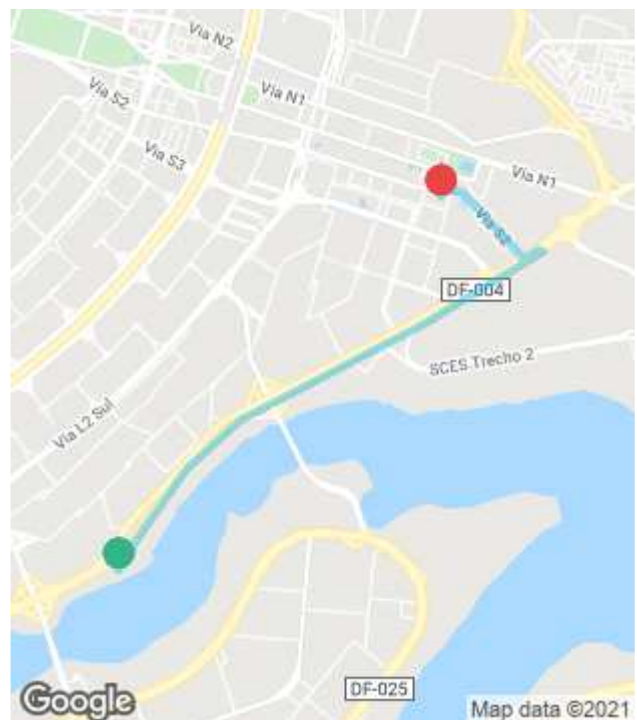 Via N2
Via S2
Via N1
Via S3
Via N1
Via S2
DF-004
SCES Trecho 2
Via L2 Sul
DF-025
Google
Map data ©2021